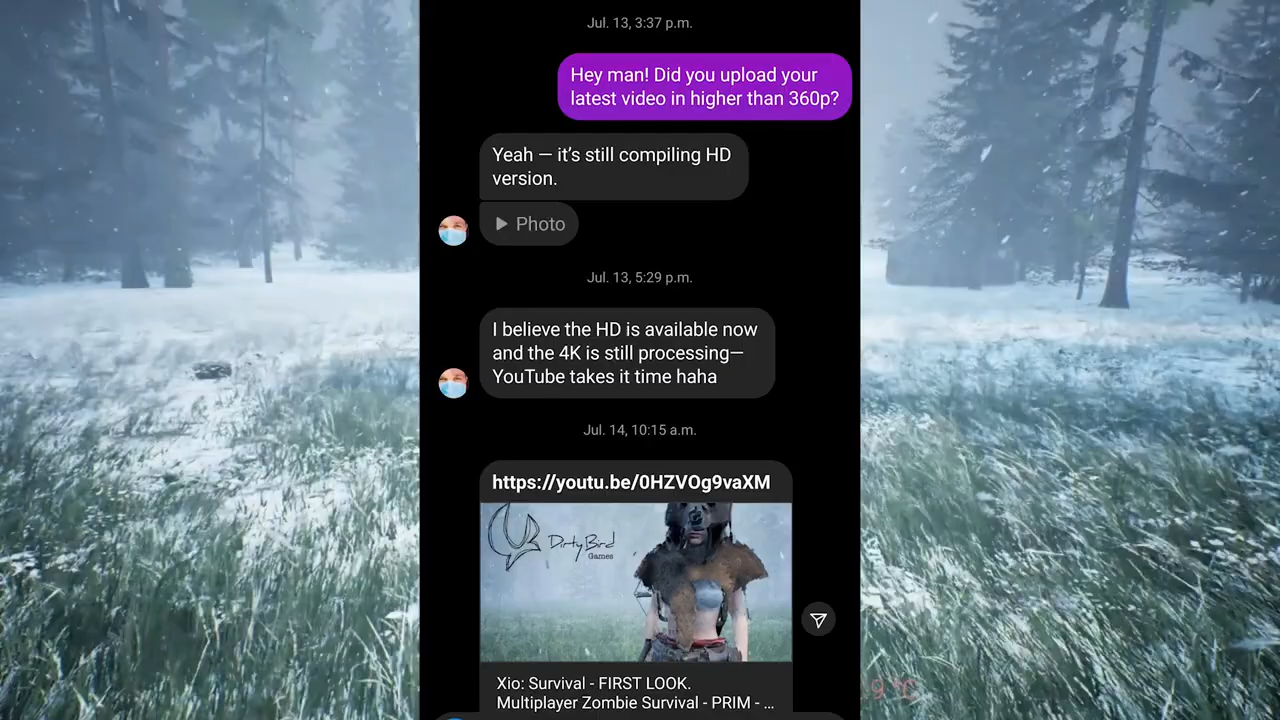 Jul. 13, 3:37 p.m.
Hey man! Did you upload your
latest video in higher than 360p?
Yeah — it’s still compiling HD
version.
Photo
Jul. 13, 5:29 p.m.
I believe the HD is available now
and the 4K is still processing—
YouTube takes it time haha
Jul. 14, 10:15 a.m.
https://youtu.be/0HZVOg9vaXM
DirtyBird
Games
Xio: Survival - FIRST LOOK.
Multiplayer Zombie Survival - PRIM - ...
9 °C